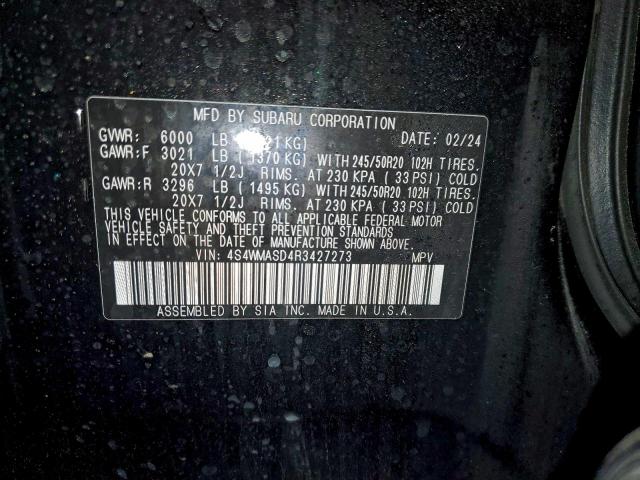 MFD BY SUBARU CORPORATION
GVWR: 6000 LB 21KG) DATE: 02/24
GAWR:F 3021 LB ( 1370 KG) WITH 245/50R20 102H TIRES.
20X7 1/2J RIMS. AT 230 KPA ( 33 PSI) COLD
GAWR:R 3296 LB ( 1495 KG) WITH 245/50R20 102H TIRES.
20X7 1/2J RIMS. AT 230 KPA ( 33 PSI) COLD
THIS VEHICLE CONFORMS TO ALL APPLICABLE FEDERAL MOTOR
VEHICLE SAFETY AND THEFT PREVENTION STANDARDS
IN EFFECT ON THE DATE OF MANUFACTURE SHOWN ABOVE.
VIN: 4S4WMASD4R3427273 MPV
ASSEMBLED BY SIA INC. MADE IN U.S.A.